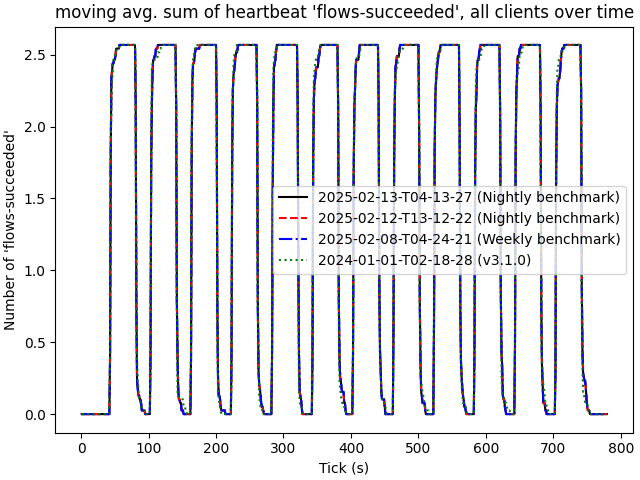 moving avg. sum of heartbeat 'flows-succeeded', all clients over time
Number of 'flows-succeeded'
2.5
2.0
1.5
1.0
0.5
0.0
2025-02-13-T04-13-27 (Nightly benchmark)
2025-02-12-T13-12-22 (Nightly benchmark)
2025-02-08-T04-24-21 (Weekly benchmark)
2024-01-01-T02-18-28 (v3.1.0)
0 100 200 300 400 500 600 700 800
Tick (s)